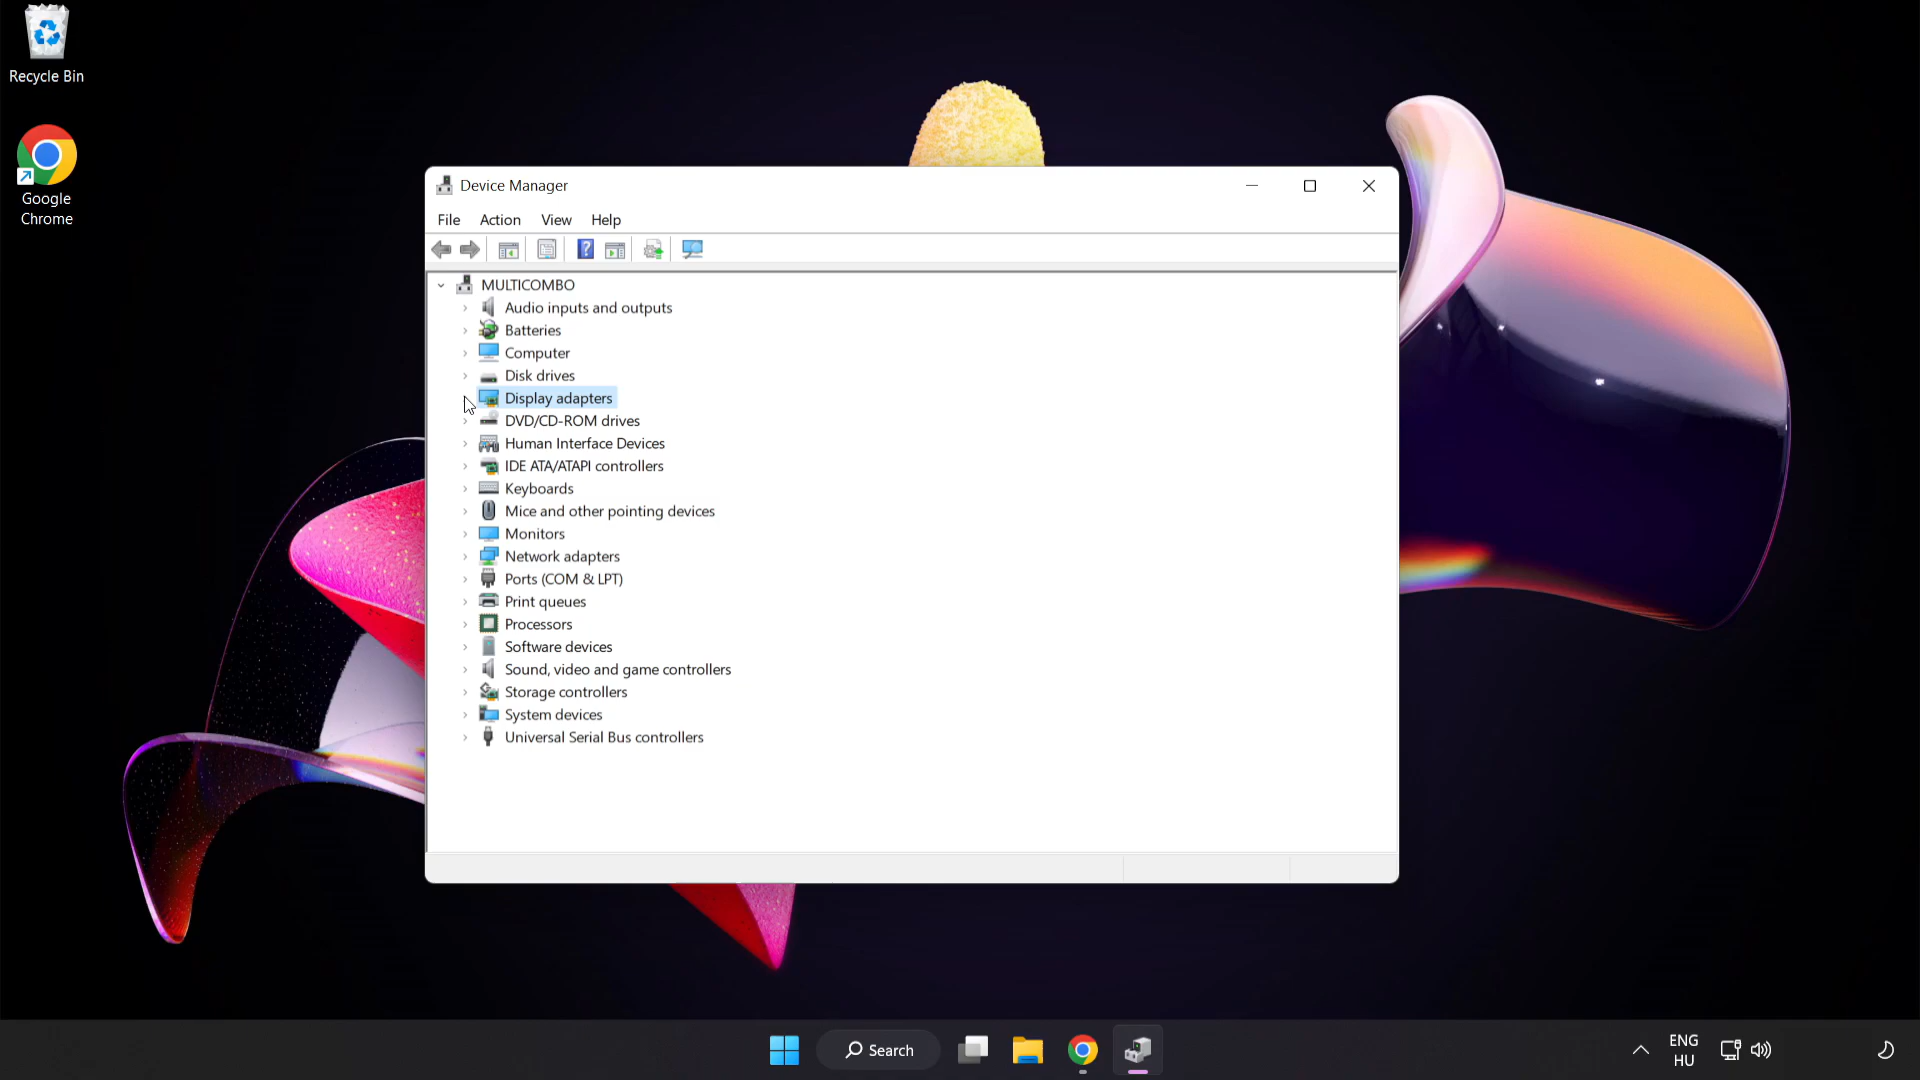 Recycle Bin
Google
Chrome
Device Manager
File Action View Help
MULTICOMBO
Audio inputs and outputs
Batteries
Computer
Disk drives
Display adapters
DVD/CD-ROM drives
Human Interface Devices
IDE ATA/ATAPI controllers
Keyboards
Mice and other pointing devices
Monitors
Network adapters
Ports (COM & LPT)
Print queues
Processors
Software devices
Sound, video and game controllers
Storage controllers
System devices
Universal Serial Bus controllers
Search
ENG
HU